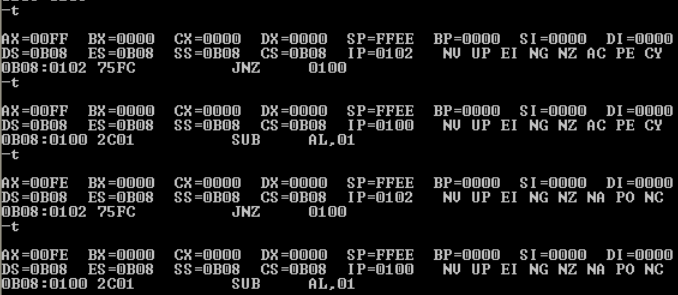 -t
AX=00FF BX=0000 CX=0000 DX=0000 SP=FFEE BP=0000 SI=0000 DI=0000
DS=0B08 ES=0B08 SS=0B08 CS=0B08 IP=0102 NV UP EI NG NZ AC PE CY
0B08:0102 75FC JNZ 0100
-t
AX=00FF BX=0000 CX=0000 DX=0000 SP=FFEE BP=0000 SI=0000 DI=0000
DS=0B08 ES=0B08 SS=0B08 CS=0B08 IP=0100 NV UP EI NG NZ AC PE CY
0B08:0100 2C01 SUB AL,01
-t
AX=00FE BX=0000 CX=0000 DX=0000 SP=FFEE BP=0000 SI=0000 DI=0000
DS=0B08 ES=0B08 SS=0B08 CS=0B08 IP=0102 NV UP EI NG NZ NA PO NC
0B08:0102 75FC JNZ 0100
-t
AX=00FE BX=0000 CX=0000 DX=0000 SP=FFEE BP=0000 SI=0000 DI=0000
DS=0B08 ES=0B08 SS=0B08 CS=0B08 IP=0100 NV UP EI NG NZ NA PO NC
0B08:0100 2C01 SUB AL,01